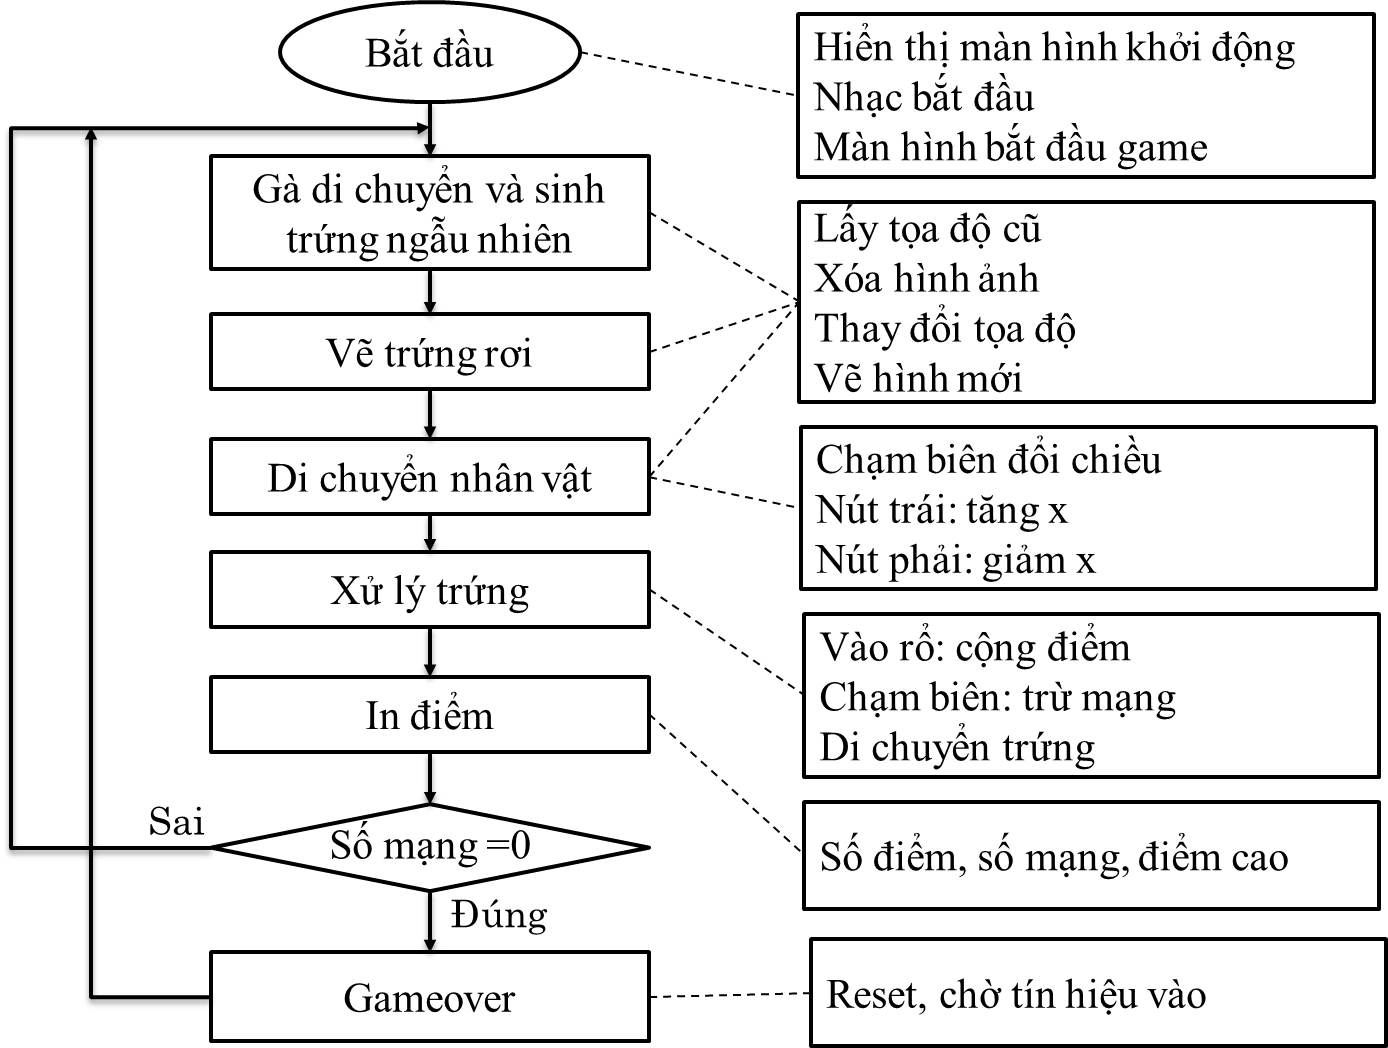 Bắt đầu
Hiển thị màn hình khởi động
Nhạc bắt đầu
Màn hình bắt đầu game
Gà di chuyển và sinh
trứng ngẫu nhiên
Lấy tọa độ cũ
Xóa hình ảnh
Thay đổi tọa độ
Vẽ hình mới
Vẽ trứng rơi
Di chuyển nhân vật
Chạm biên đổi chiều
Nút trái: tăng x
Nút phải: giảm x
Xử lý trứng
Vào rổ: cộng điểm
Chạm biên: trừ mạng
Di chuyển trứng
In điểm
Số điểm, số mạng, điểm cao
Sai
Số mạng =0
Đúng
Gameover
Reset, chờ tín hiệu vào